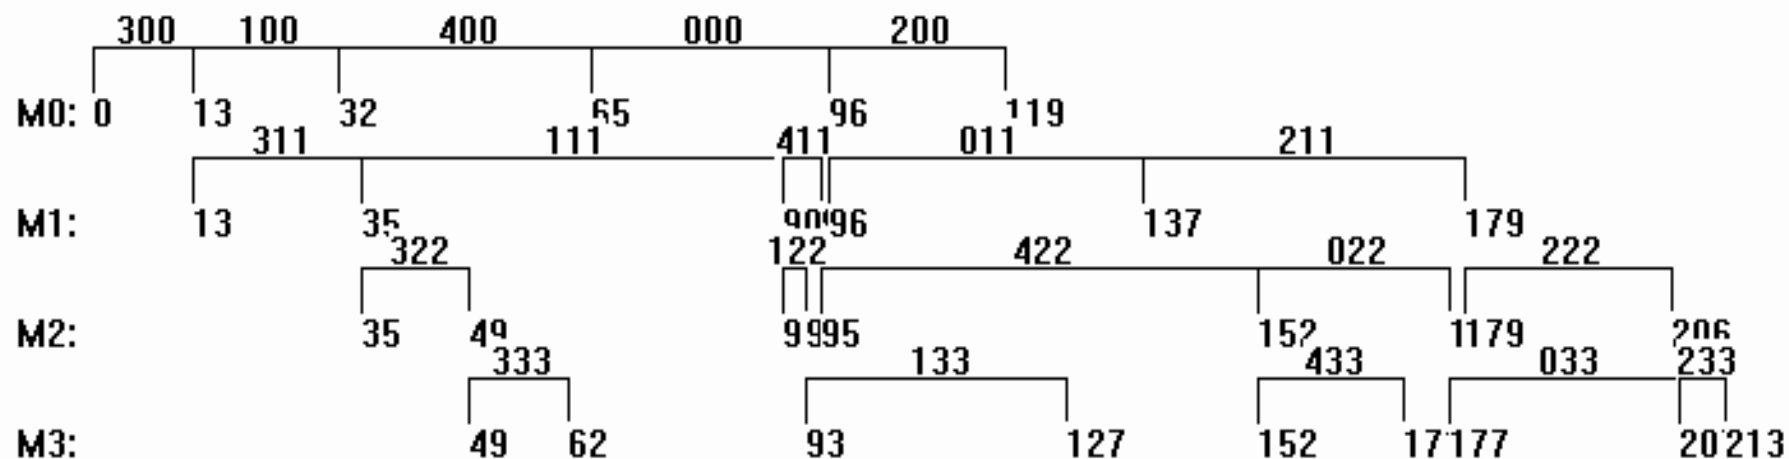 300 100 400 000 200
M0: 0 13 32 65 96 119
311 111 411 011 211
M1: 13 35 96 137 179
322 122 422 022 222
M2: 35 49 95 152 179 206
333 133 433 033 233
M3: 49 62 93 127 152 177 213